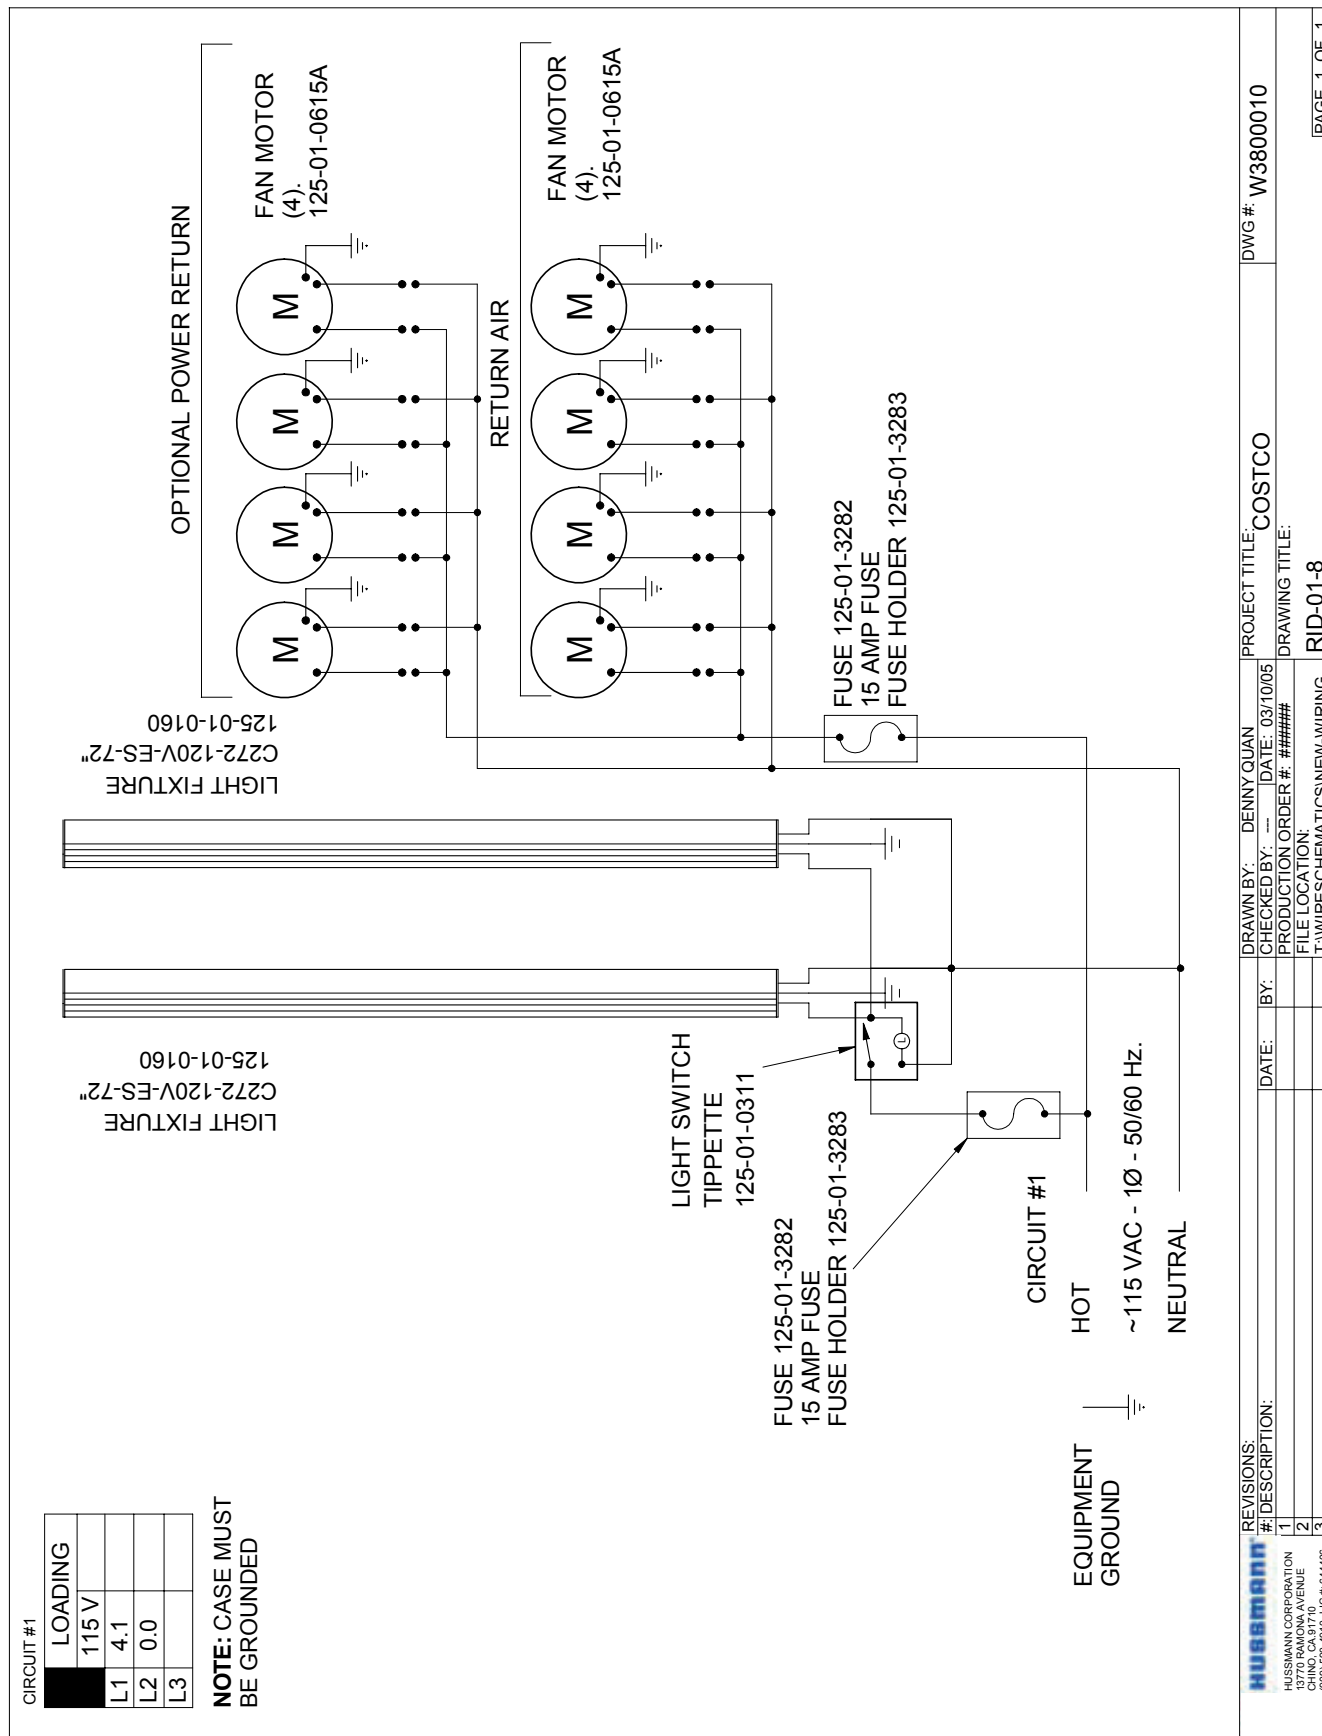 CIRCUIT #1
LOADING
115 V
L1 4.1
L2 0.0
L3
NOTE: CASE MUST
BE GROUNDED
LIGHT FIXTURE
C272-120V-ES-72"
125-01-0160
LIGHT FIXTURE
C272-120V-ES-72"
125-01-0160
OPTIONAL POWER RETURN
FAN MOTOR
(4).
125-01-0615A
M M M M
RETURN AIR
FAN MOTOR
(4).
125-01-0615A
M M M M
LIGHT SWITCH
TIPPETTE
125-01-0311
L
FUSE 125-01-3282
15 AMP FUSE
FUSE HOLDER 125-01-3283
FUSE 125-01-3282
15 AMP FUSE
FUSE HOLDER 125-01-3283
CIRCUIT #1
HOT
~115 VAC - 1Ø - 50/60 Hz.
NEUTRAL
EQUIPMENT
GROUND
HUSSMANN
HUSSMANN CORPORATION
13770 RAMONA AVENUE
CHINO, CA.91710
REVISIONS:
#: DESCRIPTION: DATE: BY:
1
2
3
DRAWN BY: DENNY QUAN
CHECKED BY: --- DATE: 03/10/05
PRODUCTION ORDER #: ######
FILE LOCATION:
T:\WIRESCHEMATICS\NEW WIRING
PROJECT TITLE:
COSTCO
DRAWING TITLE:
RID-01-8
DWG #: W3800010
PAGE 1 OF 1